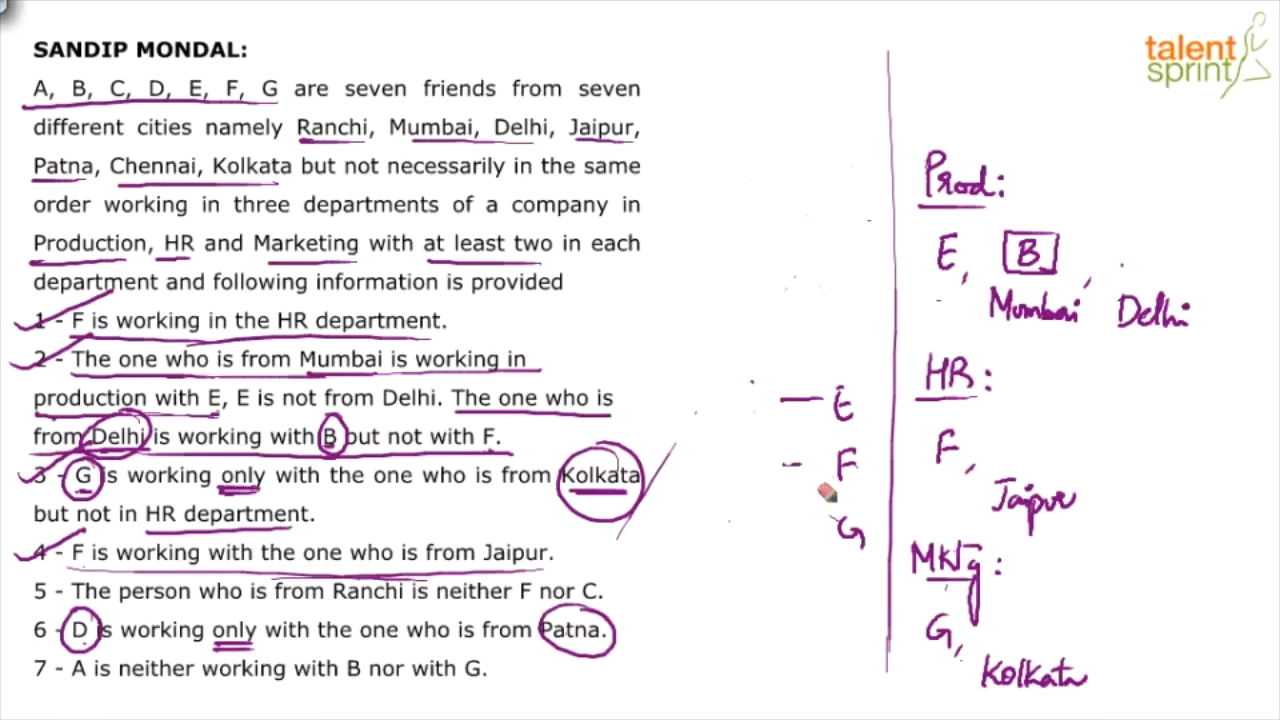 SANDIP MONDAL:
A, B, C, D, E, F, G are seven friends from seven
different cities namely Ranchi, Mumbai, Delhi, Jaipur,
Patna, Chennai, Kolkata but not necessarily in the same
order working in three departments of a company in
Production, HR and Marketing with at least two in each
department and following information is provided
1 - F is working in the HR department.
2 - The one who is from Mumbai is working in
production with E, E is not from Delhi. The one who is
from Delhi is working with B but not with F.
3 - G is working only with the one who is from Kolkata
but not in HR department.
4 - F is working with the one who is from Jaipur.
5 - The person who is from Ranchi is neither F nor C.
6 - D is working only with the one who is from Patna.
7 - A is neither working with B nor with G.
— E
- F
G
talent
sprint
Prod:
E, B,
Mumbai Delhi
HR:
F,
Jaipur
Mktg:
G,
Kolkata